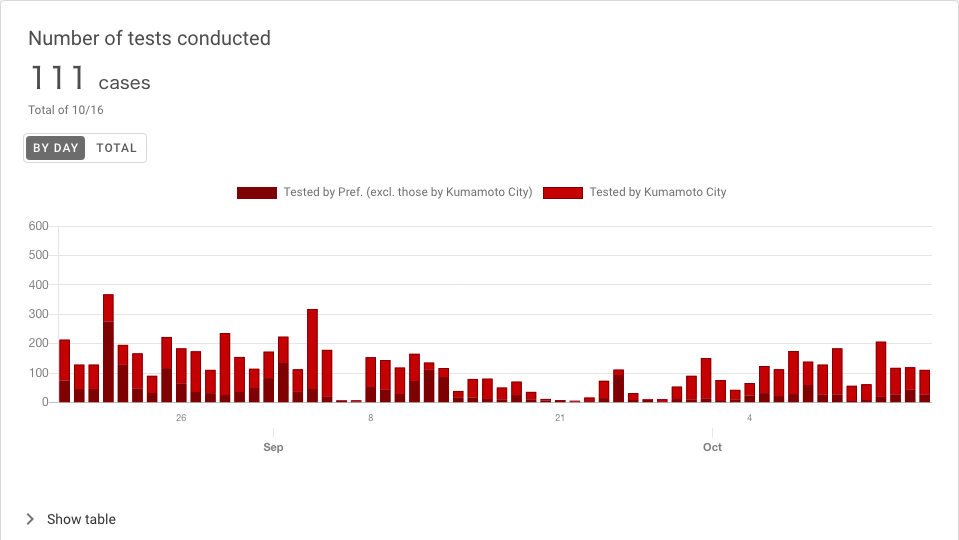 Number of tests conducted
111 cases
Total of 10/16
BY DAY TOTAL
Tested by Pref. (excl. those by Kumamoto City) Tested by Kumamoto City
600
500
400
300
200
100
0
26 8 21 4
Sep Oct
Show table